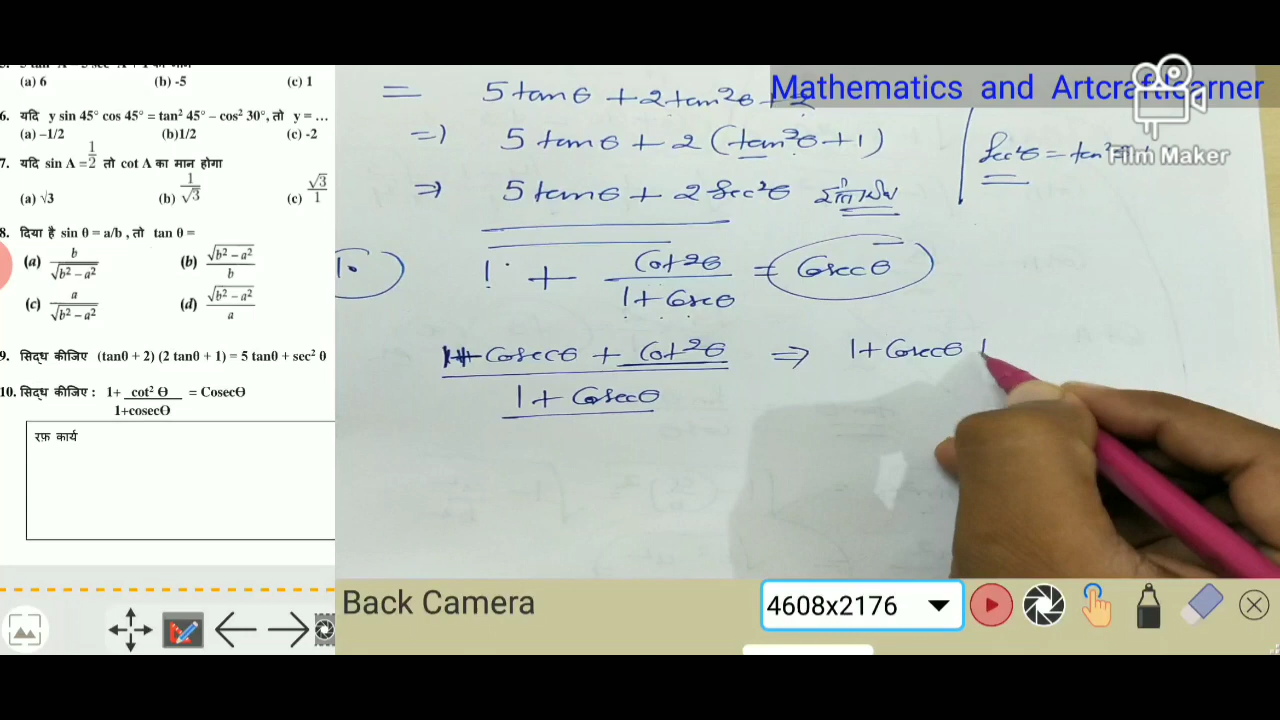 (a) 6 (b) -5 (c) 1
6. यदि y sin 45° cos 45° = tan² 45° – cos² 30°, तो y = …
(a) –1/2 (b)1/2 (c) -2
7. यदि sin A = 1/2 तो cot A का मान होगा
(a) √3 (b) 1/√3 (c) √3/1
8. दिया है sin θ = a/b , तो tan θ =
(a) b/√b² – a² (b) √b² – a²/b
(c) a/√b² – a² (d) √b² – a²/a
9. सिद्ध कीजिए (tanθ + 2) (2 tanθ + 1) = 5 tanθ + sec² θ
10. सिद्ध कीजिए : 1+ cot² Θ/1+cosecΘ = CosecΘ
रफ़ कार्य
Mathematics and Artcraftlearner
Film Maker
= 5 tanθ + 2 tan²θ + 2
⇒ 5 tanθ + 2 (tan²θ + 1)
sec²θ = tan²
⇒ 5 tanθ + 2 sec²θ
1 + cot²θ/1 + cosecθ = cosecθ
1 + cosecθ + cot²θ/1 + cosecθ ⇒ 1 + cosecθ
Back Camera
4608x2176